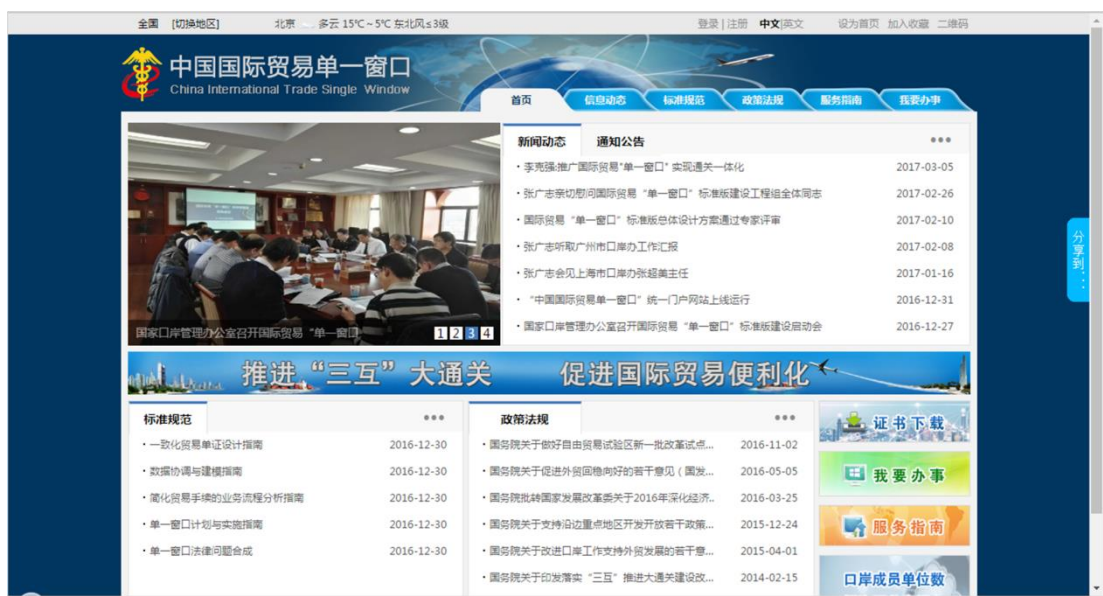 全国 [切换地区] 北京 多云 15℃~5℃ 东北风≤3级 登录 | 注册 中文|英文 设为首页 加入收藏 二维码
中国国际贸易单一窗口
China International Trade Single Window
首页 信息动态 标准规范 政策法规 服务指南 我要办事
新闻动态 通知公告
· 李克强:推广国际贸易"单一窗口" 实现通关一体化 2017-03-05
· 张广志亲切慰问国际贸易“单一窗口”标准版建设工程组全体同志 2017-02-26
· 国际贸易“单一窗口”标准版总体设计方案通过专家评审 2017-02-10
· 张广志听取广州市口岸办工作汇报 2017-02-08
· 张广志会见上海市口岸办张超美主任 2017-01-16
· “中国国际贸易单一窗口”统一门户网站上线运行 2016-12-31
· 国家口岸管理办公室召开国际贸易“单一窗口”标准版建设启动会 2016-12-27
国家口岸管理办公室召开国际贸易“单一窗口 1 2 3 4
分享到:...
推进“三互”大通关 促进国际贸易便利化
标准规范
· 一致化贸易单证设计指南 2016-12-30
· 数据协调与建模指南 2016-12-30
· 简化贸易手续的业务流程分析指南 2016-12-30
· 单一窗口计划与实施指南 2016-12-30
· 单一窗口法律问题合成 2016-12-30
政策法规
· 国务院关于做好自由贸易试验区新一批改革试点... 2016-11-02
· 国务院关于促进外贸回稳向好的若干意见（国发... 2016-05-05
· 国务院批转国家发展改革委关于2016年深化经济.. 2016-03-25
· 国务院关于支持沿边重点地区开发开放若干政策... 2015-12-24
· 国务院关于改进口岸工作支持外贸发展的若干意... 2015-04-01
· 国务院关于印发落实“三互”推进大通关建设改... 2014-02-15
证书下载
我要办事
服务指南
口岸成员单位数